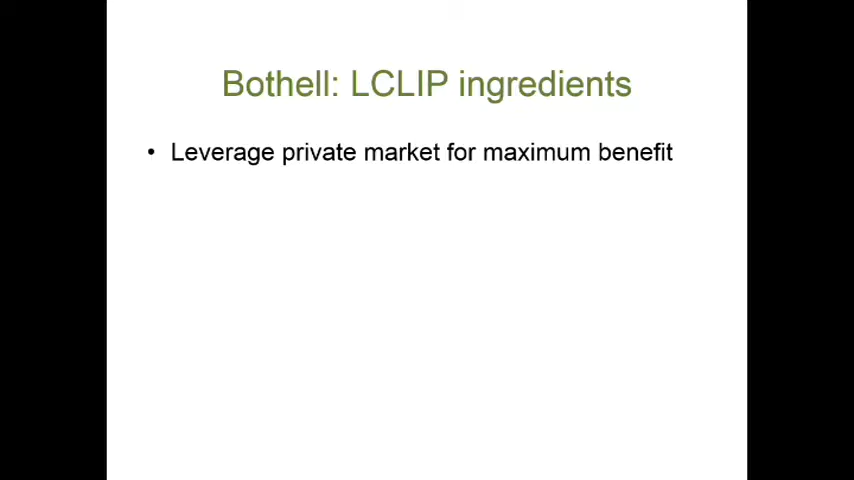 Bothell: LCLIP ingredients
• Leverage private market for maximum benefit